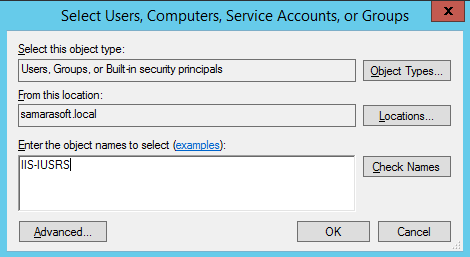 Select Users, Computers, Service Accounts, or Groups
x
Select this object type:
Users, Groups, or Built-in security principals
Object Types...
From this location:
samarasoft.local
Locations...
Enter the object names to select (examples):
IIS-IUSRS
Check Names
Advanced...
OK
Cancel